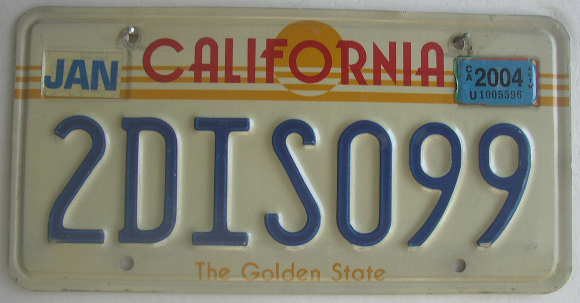 CALIFORNIA
JAN
CA 2004
U1005596
2DIS099
The Golden State